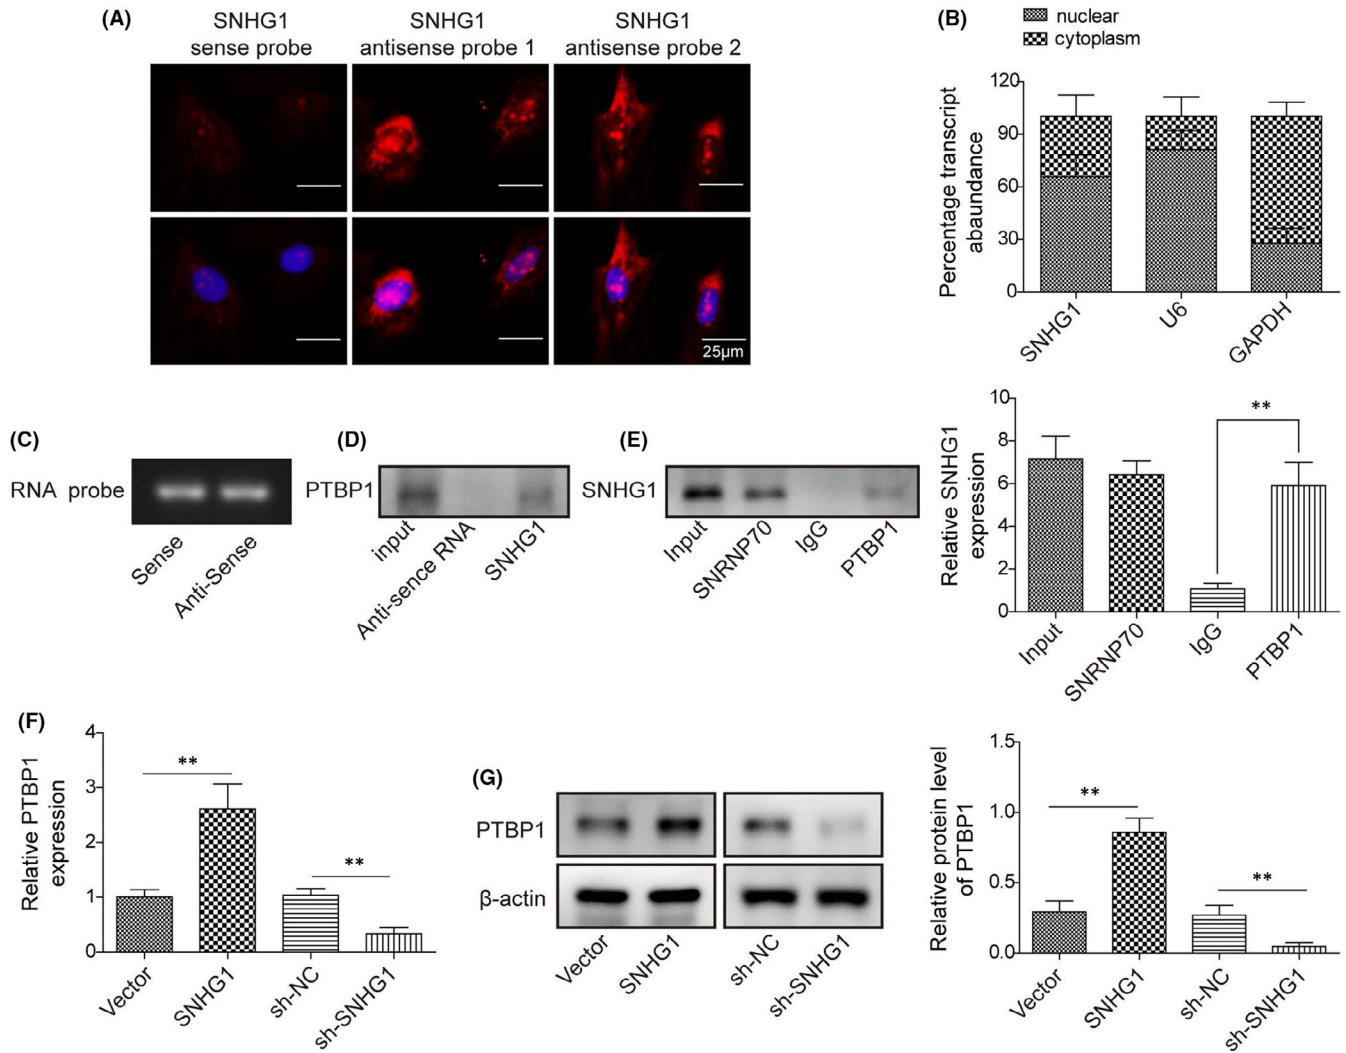 (A)
SNHG1
sense probe
SNHG1
antisense probe 1
SNHG1
antisense probe 2
25μm
(B)
nuclear
cytoplasm
Percentage transcript
abaundance
120
90
60
30
0
SNHG1
U6
GAPDH
(C)
RNA probe
Sense
Anti-Sense
(D)
PTBP1
input
Anti-sence RNA
SNHG1
(E)
SNHG1
Input
SNRNP70
IgG
PTBP1
Relative SNHG1
expression
10
8
6
4
2
0
**
Input
SNRNP70
IgG
PTBP1
(F)
Relative PTBP1
expression
4
3
2
1
0
**
**
Vector
SNHG1
sh-NC
sh-SNHG1
(G)
PTBP1
β-actin
Vector
SNHG1
sh-NC
sh-SNHG1
Relative protein level
of PTBP1
1.5
1.0
0.5
0.0
**
**
Vector
SNHG1
sh-NC
sh-SNHG1